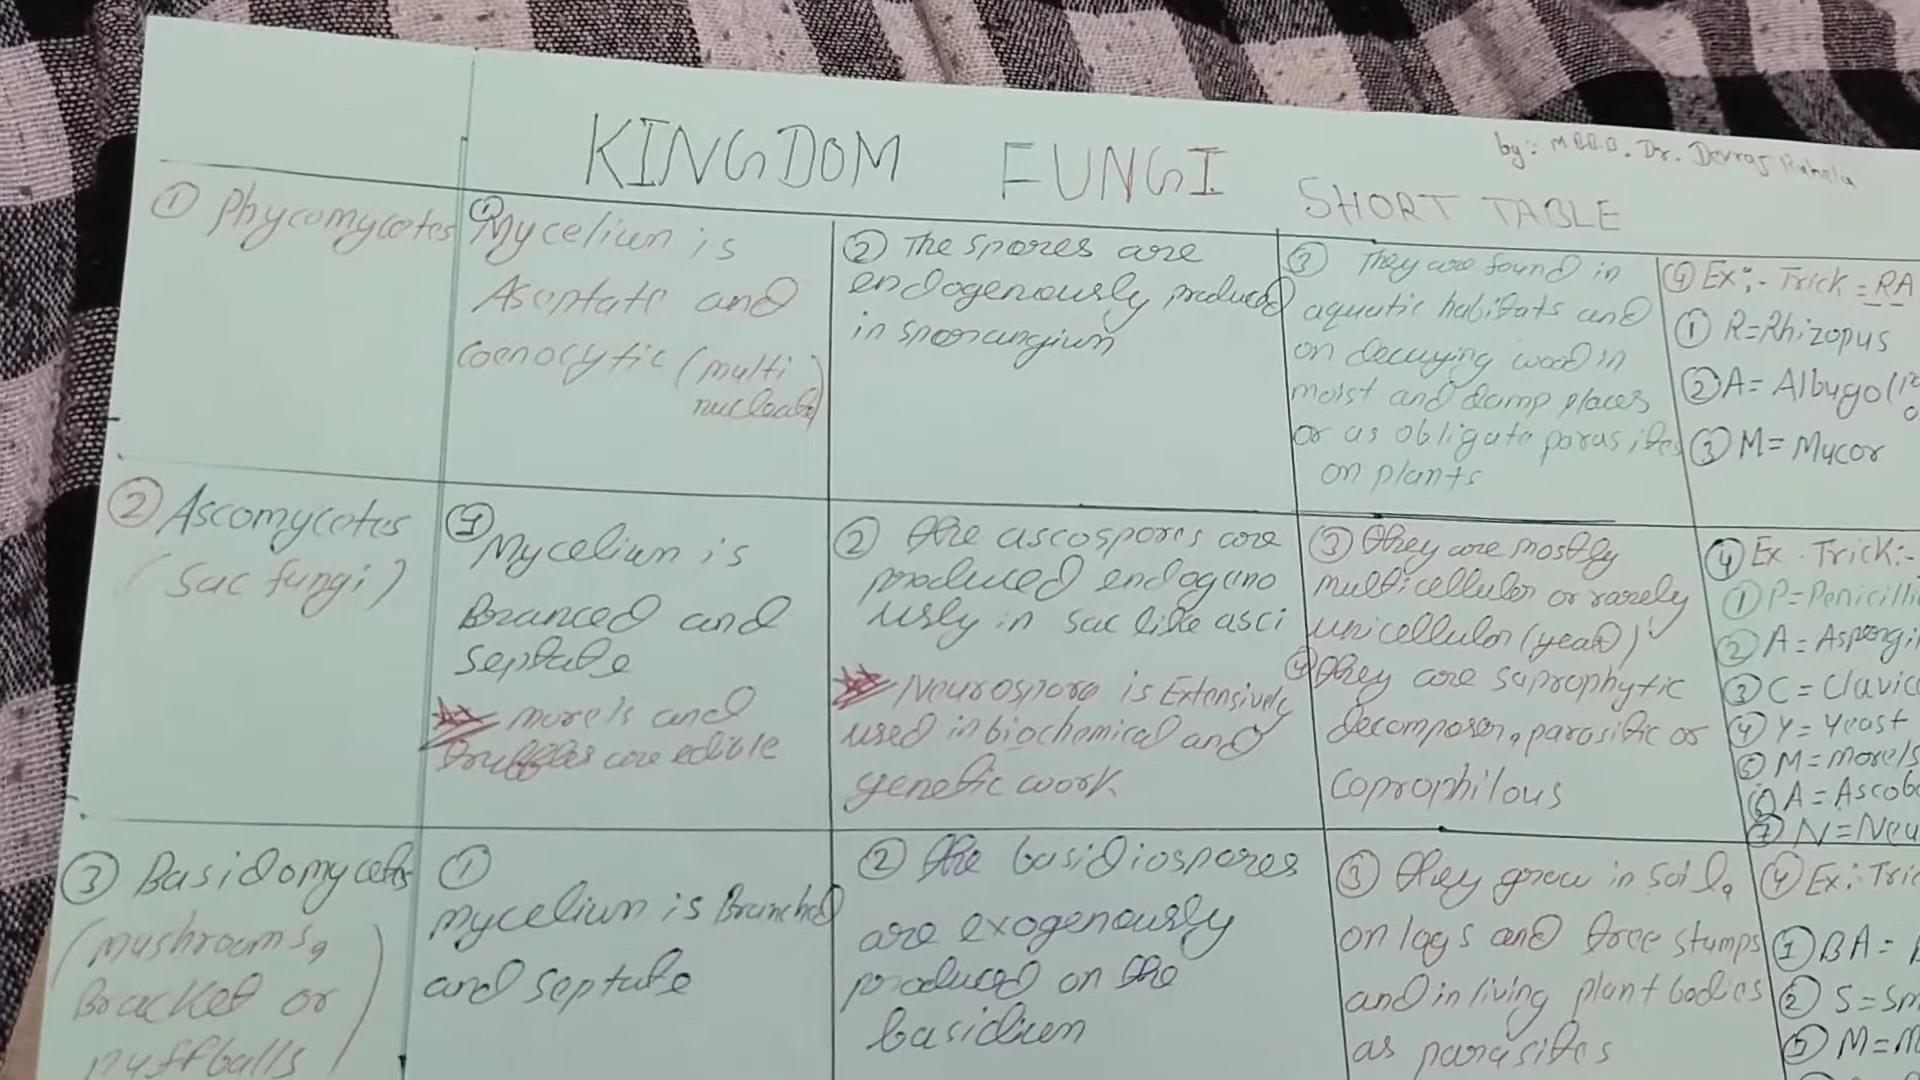 KINGDOM FUNGI SHORT TABLE
by: M.B.B.S. Dr. Devraj
① Phycomycetes
① Mycelium is
Aseptate and
Coenocytic (multi
nucleate)
② The spores are
endogenously produced
in sporangium
③ They are found in
aquatic habitats and
on decaying wood in
moist and damp places
or as obligate parasites
on plants
④ Ex:- Trick = RA
① R=Rhizopus
② A= Albugo
③ M= Mucor
② Ascomycetes
(Sac fungi)
① Mycelium is
Branced and
septate
morels and
truffles are edible
② the ascospores are
produced endogeno
usly in sac like asci
Neurospora is Extensively
used in biochemical and
genetic work
③ they are mostly
multicellular or rarely
unicellular (yeast)
④ they are saprophytic
decomposer, parasitic or
coprophilous
④ Ex. Trick:-
① P=Penicilli
② A= Aspergi
③ C= Clavic
④ Y= Yeast
⑤ M= morels
⑥ A= Ascob
⑦ N=Neu
③ Basidomycetes
(mushrooms,
Bracket or
puffballs
①
mycelium is Branched
and septate
② the basidiospores
are exogenously
produced on the
basidium
③ they grow in soil,
on logs and tree stumps
and in living plant bodies
as parasites
④ Ex: Tric
① BA=
② S= Sm
③ M=